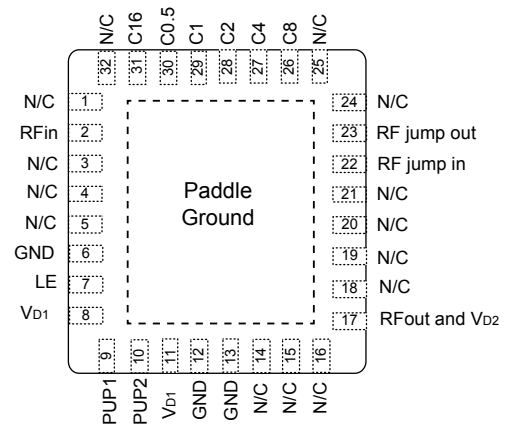 N/C
C16
C0.5
C1
C2
C4
C8
N/C
32
31
30
29
28
27
26
25
N/C 1
RFin 2
N/C 3
N/C 4
N/C 5
GND 6
LE 7
VD1 8
Paddle
Ground
24 N/C
23 RF jump out
22 RF jump in
21 N/C
20 N/C
19 N/C
18 N/C
17 RFout and VD2
9
10
11
12
13
14
15
16
PUP1
PUP2
VD1
GND
GND
N/C
N/C
N/C